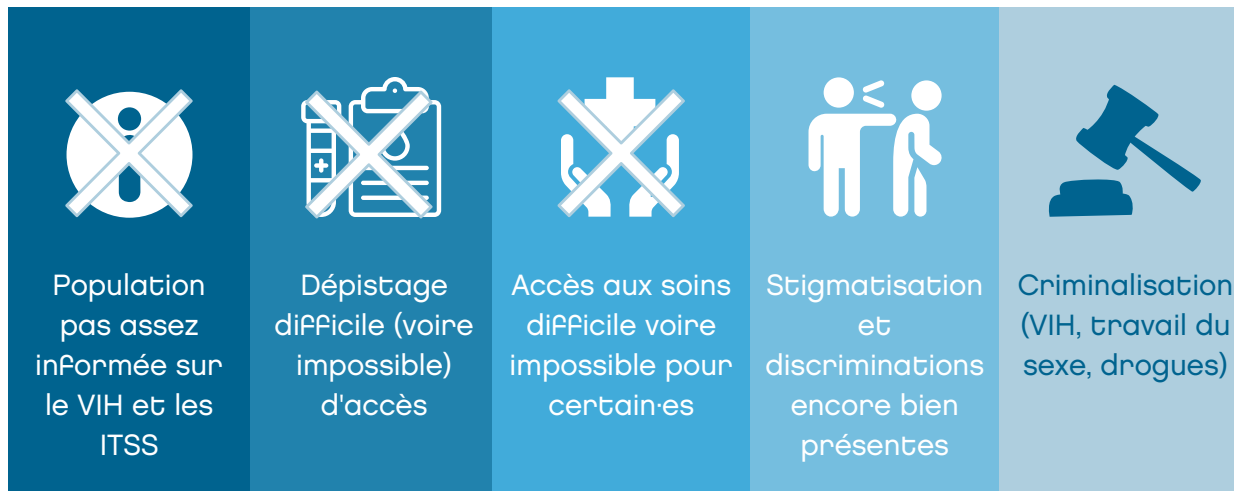 Population
pas assez
informée sur
le VIH et les
ITSS
Dépistage
difficile (voire
impossible)
d'accès
Accès aux soins
difficile voire
impossible pour
certain·es
Stigmatisation
et
discriminations
encore bien
présentes
Criminalisation
(VIH, travail du
sexe, drogues)